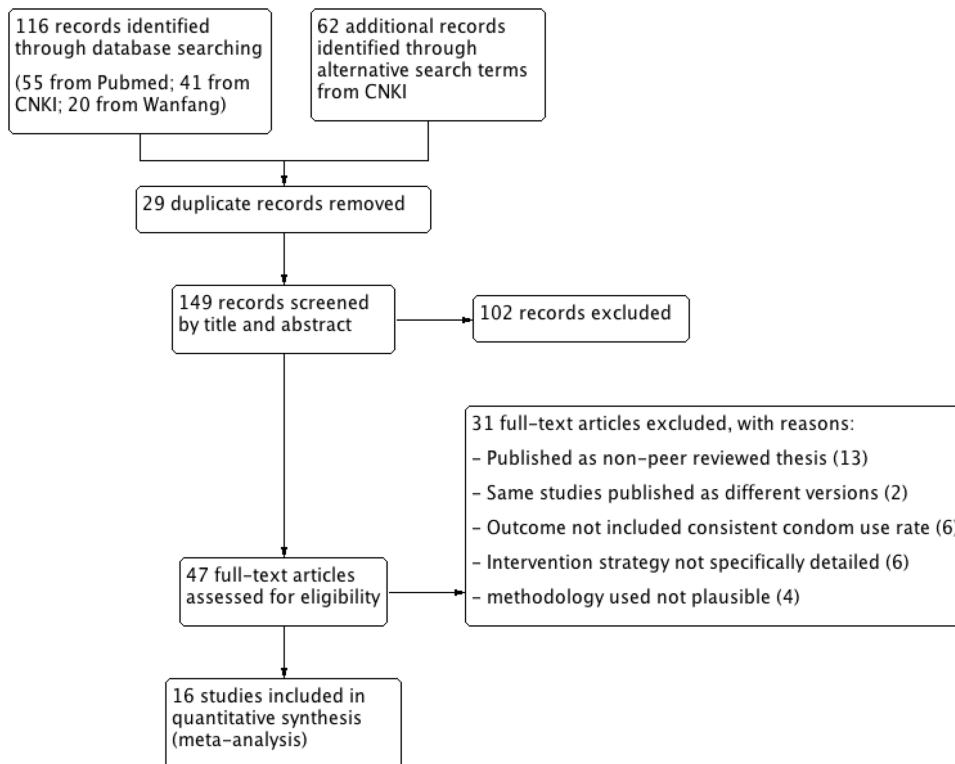 116 records identified
through database searching
(55 from Pubmed; 41 from
CNKI; 20 from Wanfang)
62 additional records
identified through
alternative search terms
from CNKI
29 duplicate records removed
149 records screened
by title and abstract
102 records excluded
31 full-text articles excluded, with reasons:
- Published as non-peer reviewed thesis (13)
- Same studies published as different versions (2)
- Outcome not included consistent condom use rate (6)
- Intervention strategy not specifically detailed (6)
- methodology used not plausible (4)
47 full-text articles
assessed for eligibility
16 studies included in
quantitative synthesis
(meta-analysis)